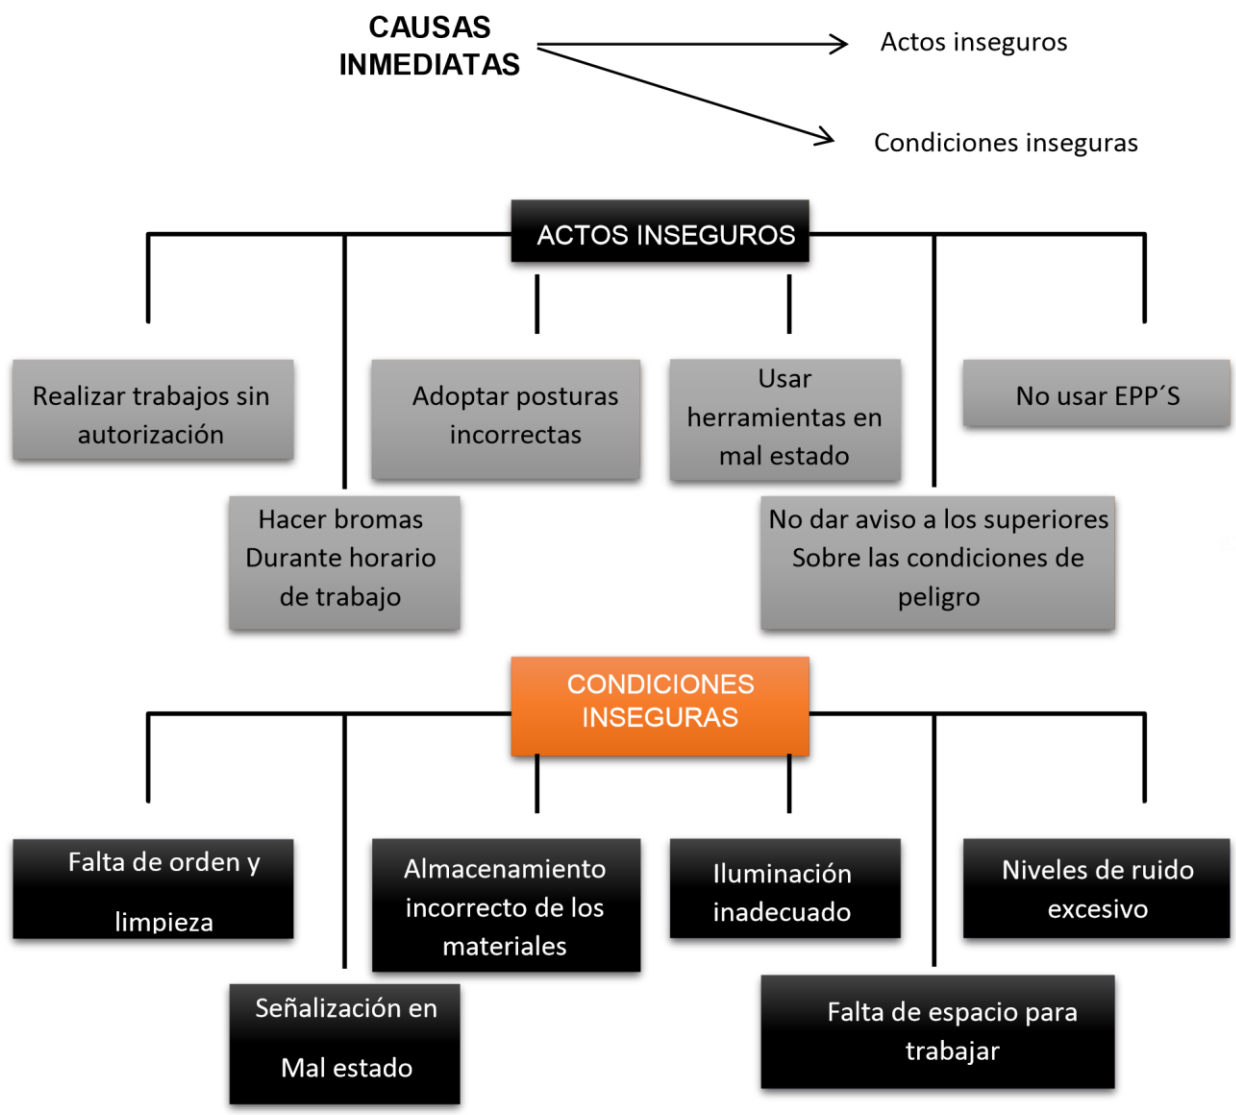 CAUSAS
INMEDIATAS
Actos inseguros
Condiciones inseguras
ACTOS INSEGUROS
Realizar trabajos sin
autorización
Adoptar posturas
incorrectas
Usar
herramientas en
mal estado
No usar EPP´S
Hacer bromas
Durante horario
de trabajo
No dar aviso a los superiores
Sobre las condiciones de
peligro
CONDICIONES
INSEGURAS
Falta de orden y
limpieza
Almacenamiento
incorrecto de los
materiales
Iluminación
inadecuado
Niveles de ruido
excesivo
Señalización en
Mal estado
Falta de espacio para
trabajar